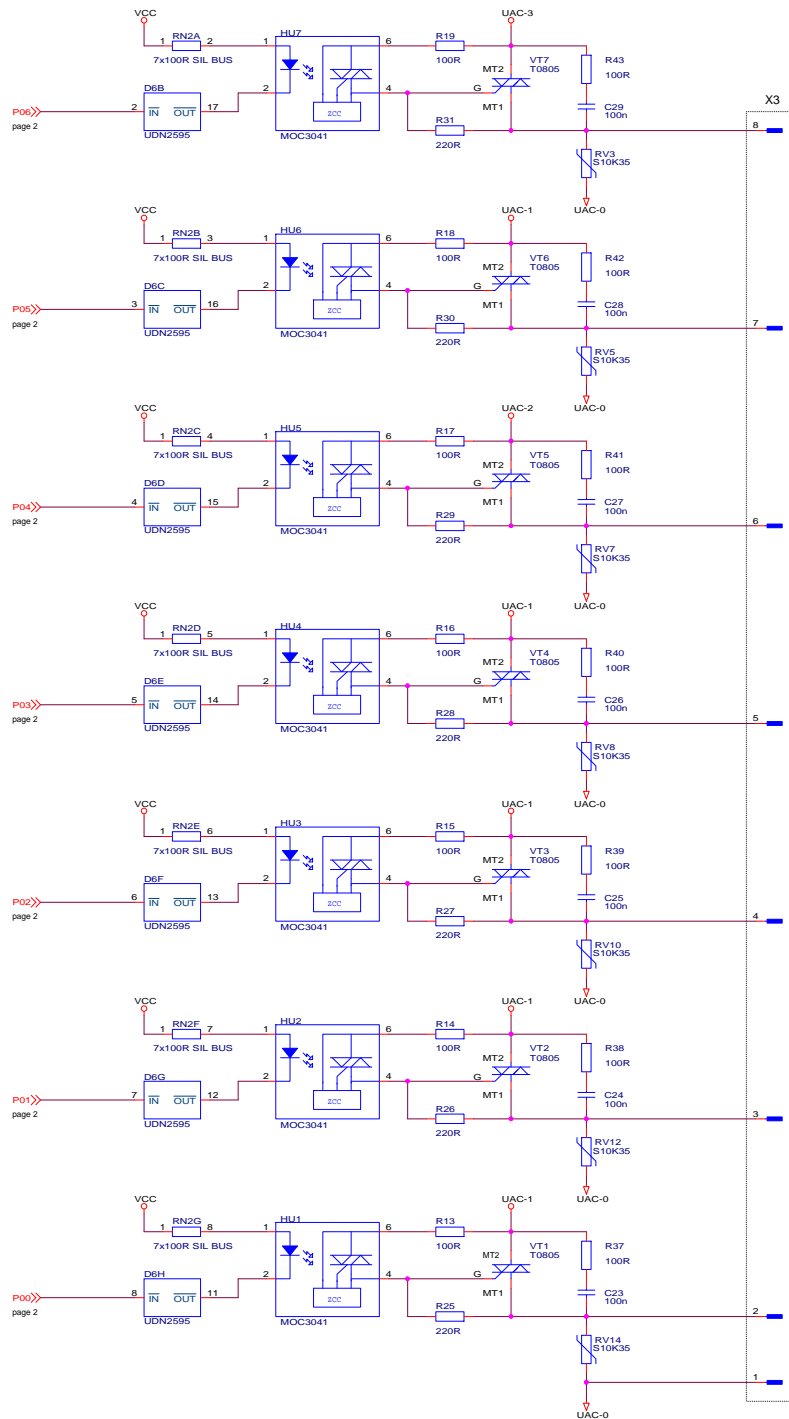 VCC
UAC-3
1 RN2A 2
7x100R SIL BUS
HU7
1 6
R19
100R
VT7
T0805
MT2
R43
100R
X3
D6B
2 4
G
MT1
C29
100n
P06
page 2
2 IN OUT 17
UDN2595
ZCC
MOC3041
R31
220R
8
RV3
S10K35
UAC-0
VCC
UAC-1
1 RN2B 3
7x100R SIL BUS
HU6
1 6
R18
100R
VT6
T0805
MT2
R42
100R
D6C
2 4
G
MT1
C28
100n
P05
page 2
3 IN OUT 16
UDN2595
ZCC
MOC3041
R30
220R
7
RV5
S10K35
UAC-0
VCC
UAC-2
1 RN2C 4
7x100R SIL BUS
HU5
1 6
R17
100R
VT5
T0805
MT2
R41
100R
D6D
2 4
G
MT1
C27
100n
P04
page 2
4 IN OUT 15
UDN2595
ZCC
MOC3041
R29
220R
6
RV7
S10K35
UAC-0
VCC
UAC-1
1 RN2D 5
7x100R SIL BUS
HU4
1 6
R16
100R
VT4
T0805
MT2
R40
100R
D6E
2 4
G
MT1
C26
100n
P03
page 2
5 IN OUT 14
UDN2595
ZCC
MOC3041
R28
220R
5
RV8
S10K35
UAC-0
VCC
UAC-1
1 RN2E 6
7x100R SIL BUS
HU3
1 6
R15
100R
VT3
T0805
MT2
R39
100R
D6F
2 4
G
MT1
C25
100n
P02
page 2
6 IN OUT 13
UDN2595
ZCC
MOC3041
R27
220R
4
RV10
S10K35
UAC-0
VCC
UAC-1
1 RN2F 7
7x100R SIL BUS
HU2
1 6
R14
100R
VT2
T0805
MT2
R38
100R
D6G
2 4
G
MT1
C24
100n
P01
page 2
7 IN OUT 12
UDN2595
ZCC
MOC3041
R26
220R
3
RV12
S10K35
UAC-0
VCC
UAC-1
1 RN2G 8
7x100R SIL BUS
HU1
1 6
R13
100R
VT1
T0805
MT2
R37
100R
D6H
2 4
G
MT1
C23
100n
P00
page 2
8 IN OUT 11
UDN2595
ZCC
MOC3041
R25
220R
2
RV14
S10K35
1
UAC-0